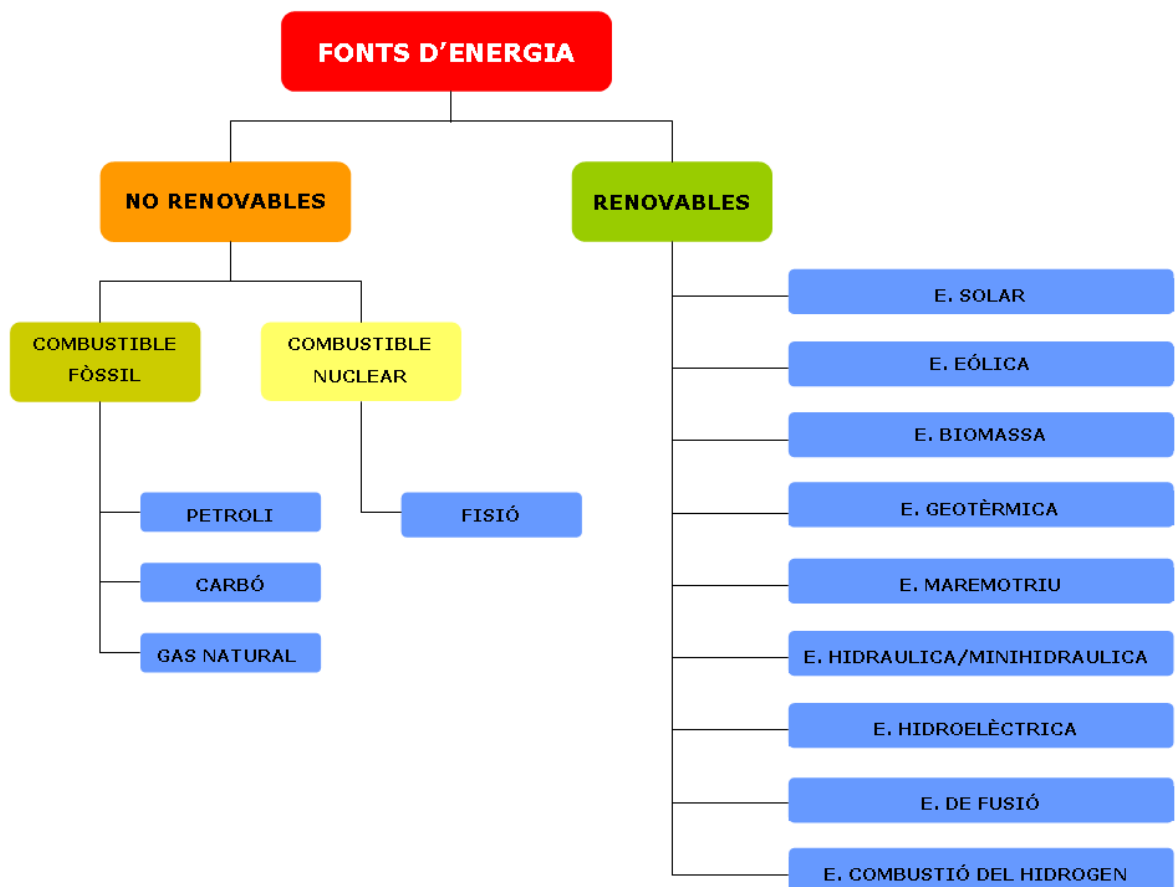 FONTS D'ENERGIA
NO RENOVABLES
RENOVABLES
COMBUSTIBLE
FÒSSIL
COMBUSTIBLE
NUCLEAR
PETROLI
CARBÓ
GAS NATURAL
FISIÓ
E. SOLAR
E. EÓLICA
E. BIOMASSA
E. GEOTÈRMICA
E. MAREMOTRIU
E. HIDRAULICA/MINIHIDRAULICA
E. HIDROELÈCTRICA
E. DE FUSIÓ
E. COMBUSTIÓ DEL HIDROGEN